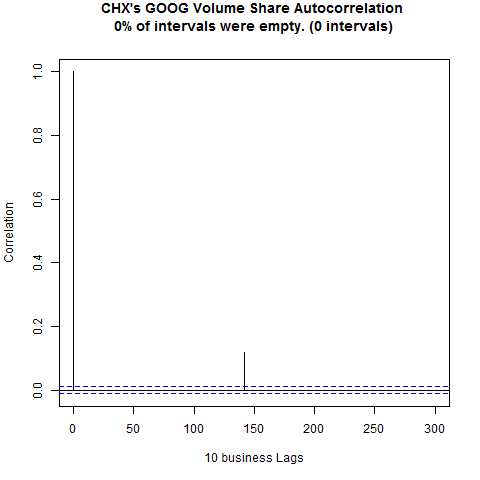 CHX's GOOG Volume Share Autocorrelation
0% of intervals were empty. (0 intervals)
Correlation
1.0
0.8
0.6
0.4
0.2
0.0
0 50 100 150 200 250 300
10 business Lags